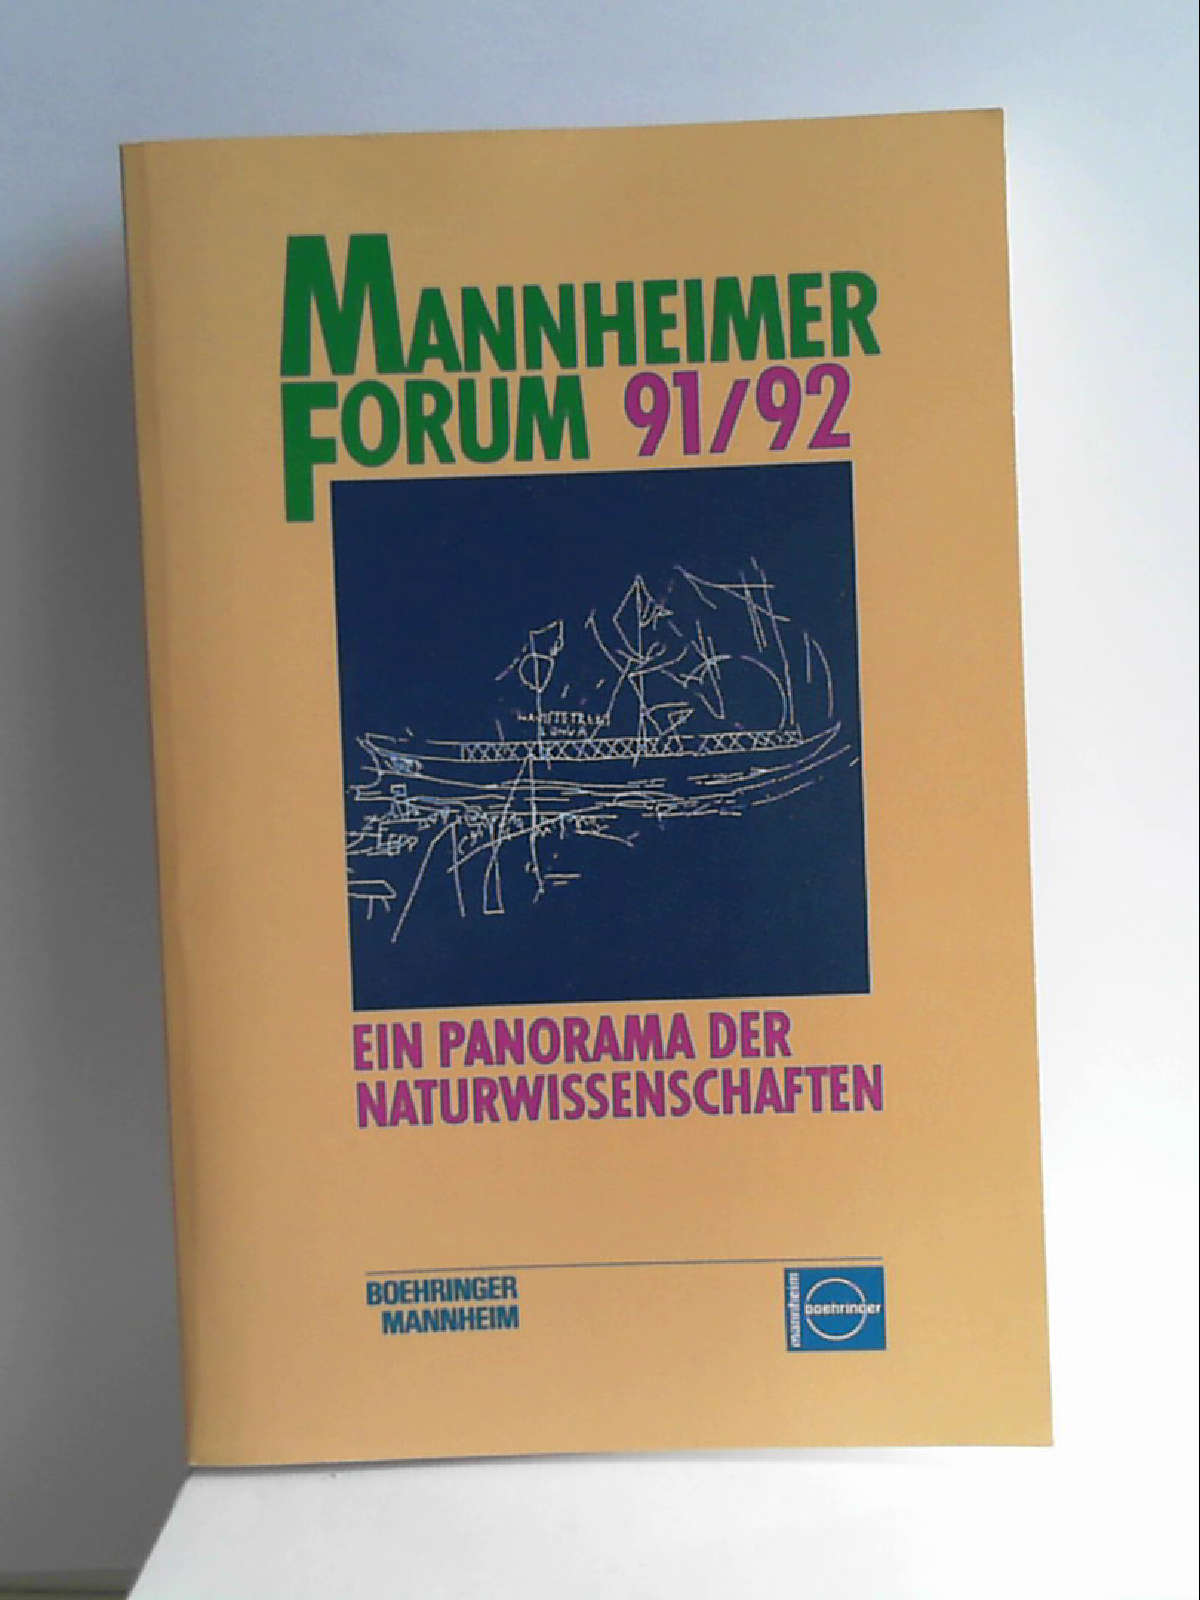 MANNHEIMER
FORUM 91/92
EIN PANORAMA DER
NATURWISSENSCHAFTEN
BOEHRINGER
MANNHEIM
mannheim
boehringer